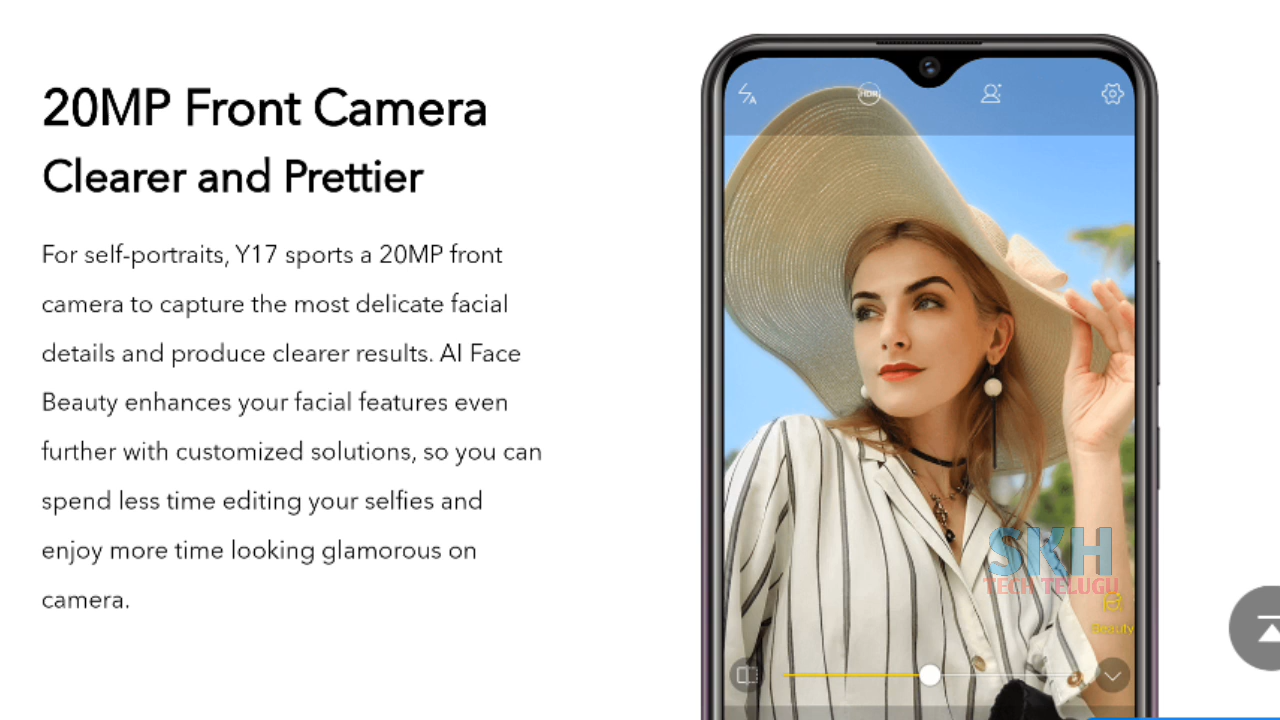 20MP Front Camera
Clearer and Prettier
For self-portraits, Y17 sports a 20MP front
camera to capture the most delicate facial
details and produce clearer results. AI Face
Beauty enhances your facial features even
further with customized solutions, so you can
spend less time editing your selfies and
enjoy more time looking glamorous on
camera.
A
HDR
SKH
TECH TELUGU
Beauty